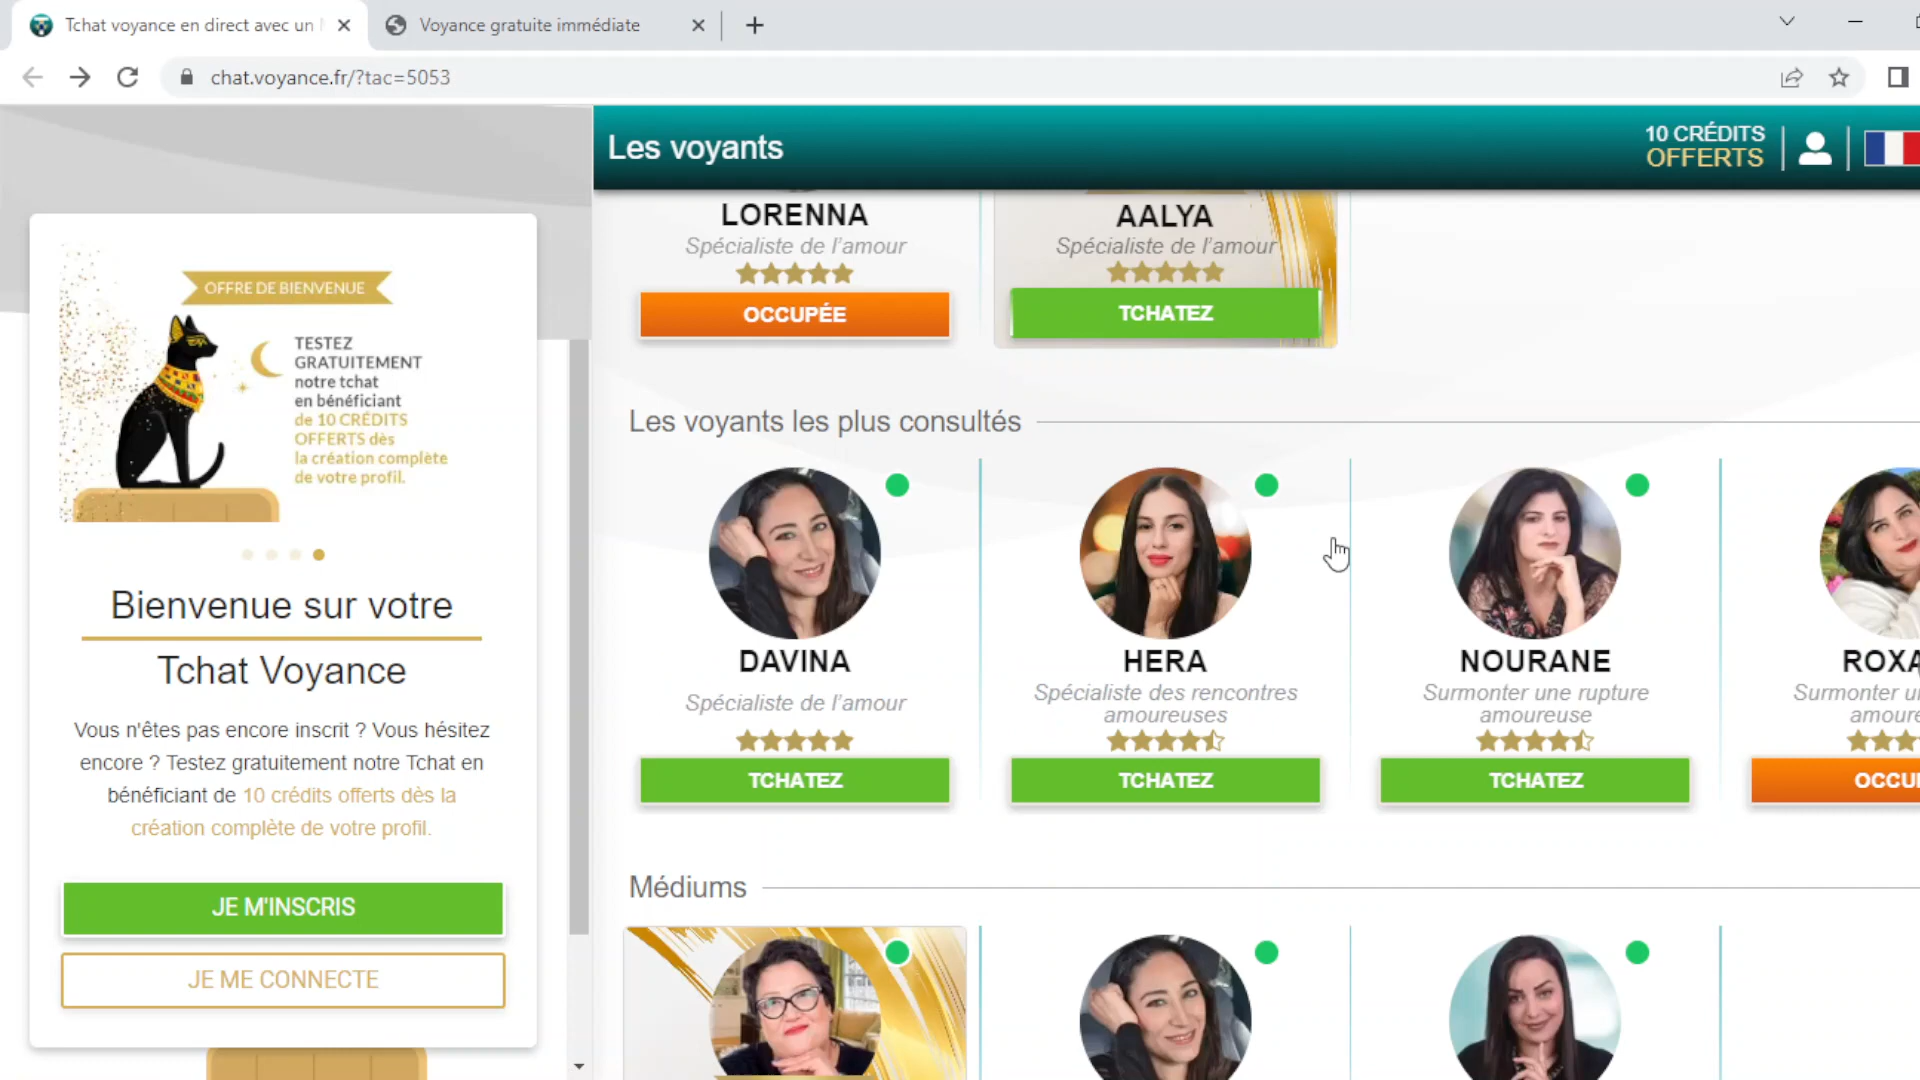 Tchat voyance en direct avec un
Voyance gratuite immédiate
chat.voyance.fr/?tac=5053
Les voyants
10 CRÉDITS
OFFERTS
LORENNA
Spécialiste de l'amour
OCCUPÉE
AALYA
Spécialiste de l'amour
TCHATEZ
OFFRE DE BIENVENUE
TESTEZ
GRATUITEMENT
notre tchat
en bénéficiant
de 10 CRÉDITS
OFFERTS dès
la création complète
de votre profil.
Bienvenue sur votre
Tchat Voyance
Vous n'êtes pas encore inscrit ? Vous hésitez
encore ? Testez gratuitement notre Tchat en
bénéficiant de 10 crédits offerts dès la
création complète de votre profil.
JE M'INSCRIS
JE ME CONNECTE
Les voyants les plus consultés
DAVINA
Spécialiste de l'amour
TCHATEZ
HERA
Spécialiste des rencontres
amoureuses
TCHATEZ
NOURANE
Surmonter une rupture
amoureuse
TCHATEZ
ROXA
Surmonter u
amoure
OCCU
Médiums